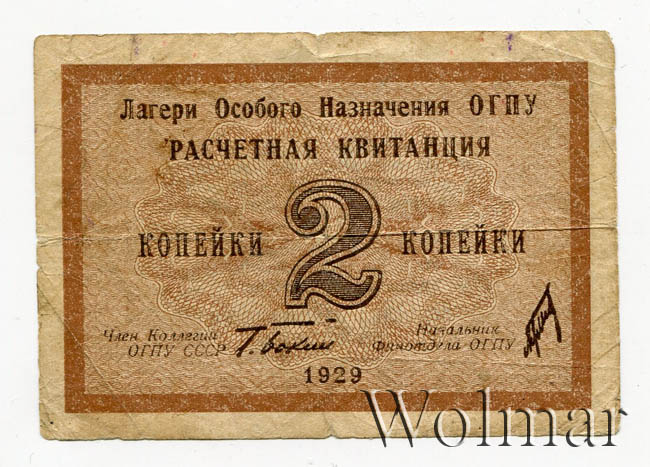 Лагери Особого Назначения ОГПУ
РАСЧЕТНАЯ КВИТАНЦИЯ
КОПЕЙКИ 2 КОПЕЙКИ
Член Коллегии
ОГПУ СССР Г. Бокий
Начальник
Финотдела ОГПУ
1929
Wolmar